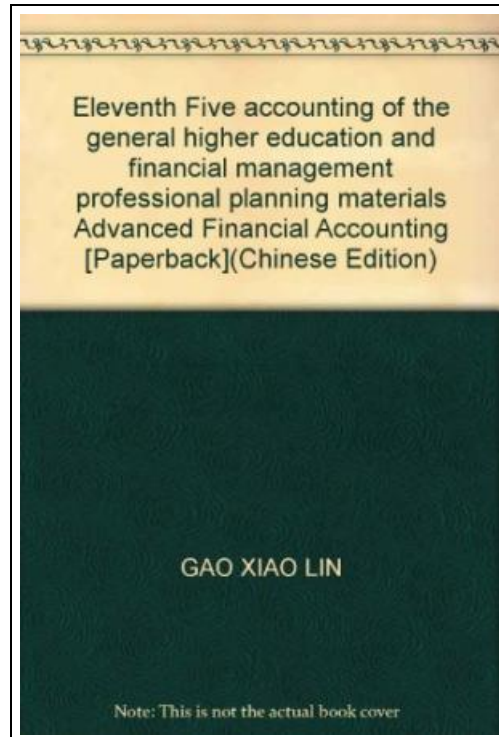 Eleventh Five accounting of the
general higher education and
financial management
professional planning materials
Advanced Financial Accounting
[Paperback](Chinese Edition)
GAO XIAO LIN
Note: This is not the actual book cover